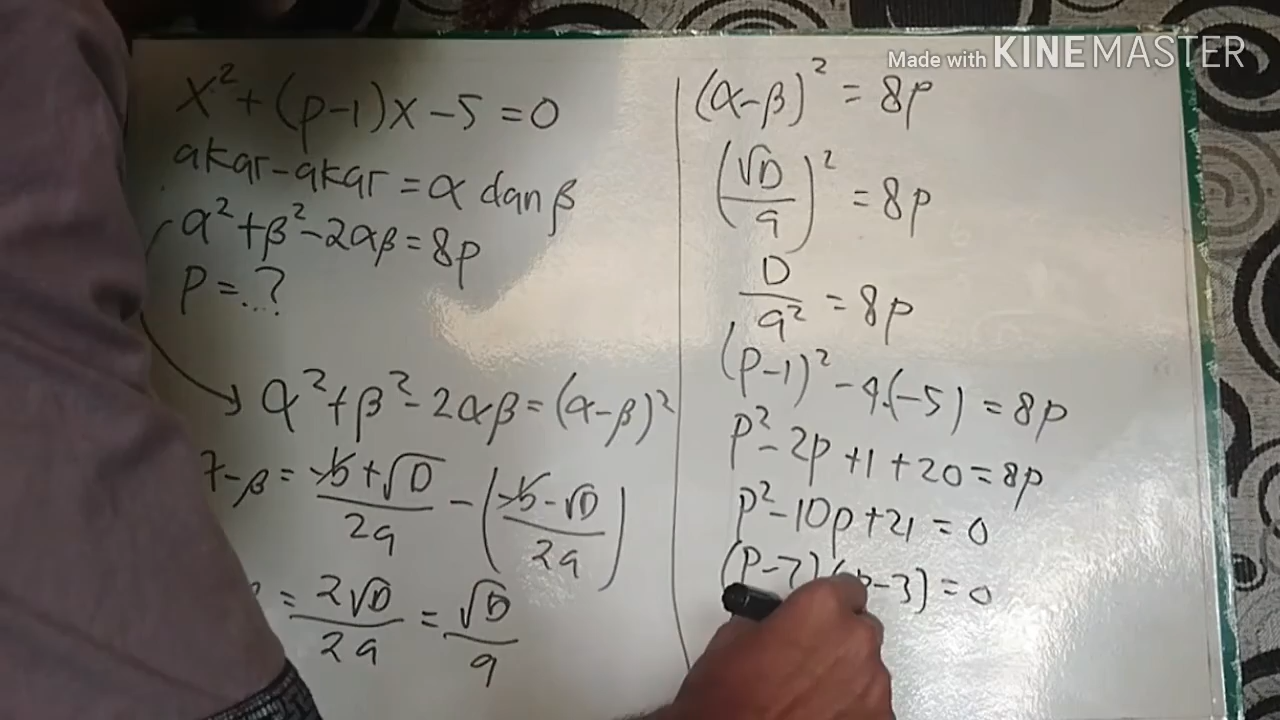 Made with KINEMASTER
x² + (p-1)x - 5 = 0
akar-akar = α dan β
α² + β² - 2αβ = 8p
p = ...?
α² + β² - 2αβ = (α-β)²
-β = (-b + √D)/2a - ((-b - √D)/2a)
= 2√D/2a = √D/a
(α-β)² = 8p
(√D/a)² = 8p
D/a² = 8p
(p-1)² - 4.(-5) = 8p
p² - 2p + 1 + 20 = 8p
p² - 10p + 21 = 0
(p-7)(p-3) = 0